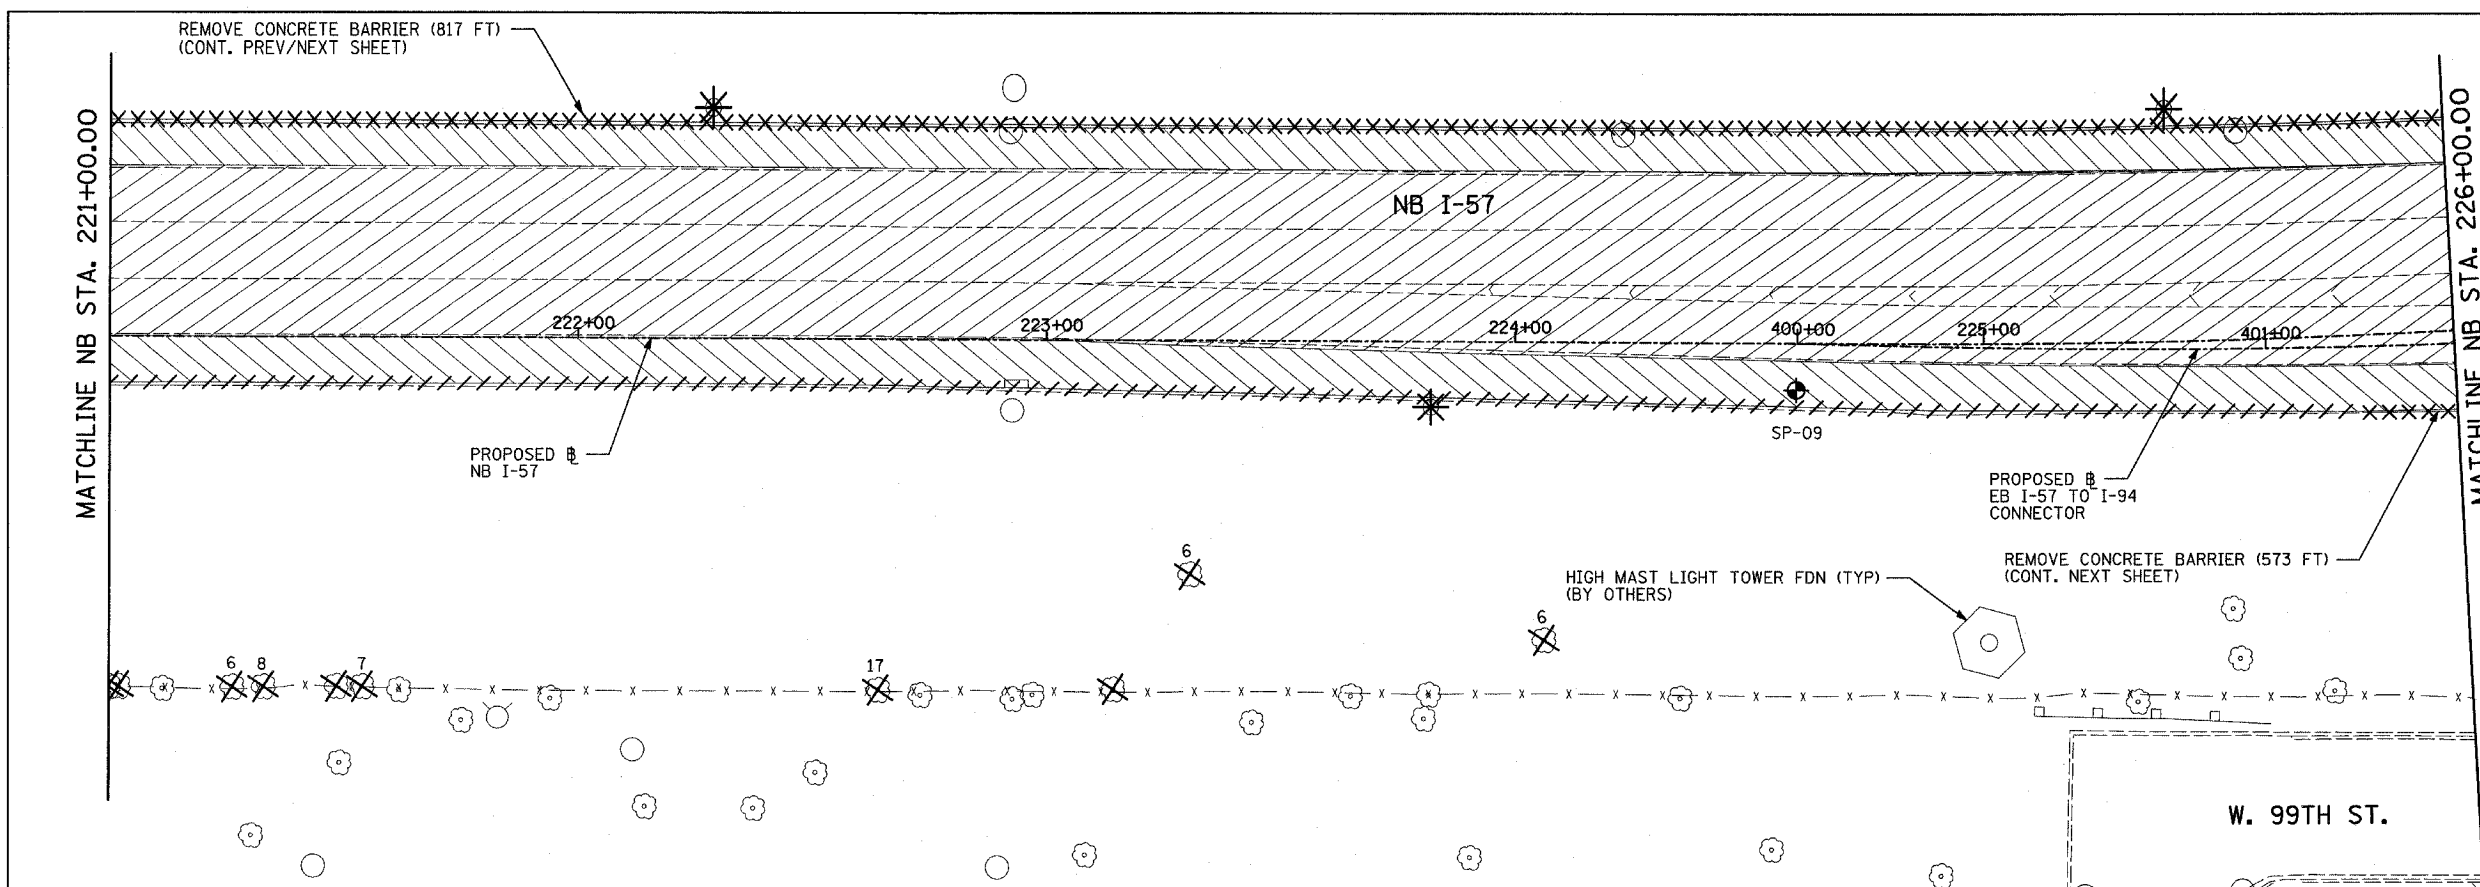 REMOVE CONCRETE BARRIER (817 FT)
(CONT. PREV/NEXT SHEET)
MATCHLINE NB STA. 221+00.00
MATCHLINE NB STA. 226+00.00
NB I-57
222+00
223+00
224+00
400+00
225+00
401+00
SP-09
PROPOSED ℄
NB I-57
PROPOSED ℄
EB I-57 TO I-94
CONNECTOR
REMOVE CONCRETE BARRIER (573 FT)
(CONT. NEXT SHEET)
HIGH MAST LIGHT TOWER FDN (TYP)
(BY OTHERS)
6
6
6
8
7
17
W. 99TH ST.